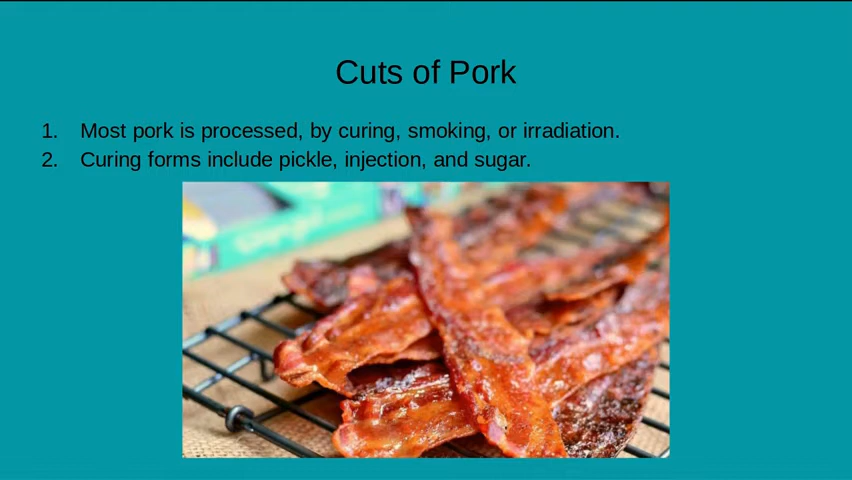 Cuts of Pork
1. Most pork is processed, by curing, smoking, or irradiation.
2. Curing forms include pickle, injection, and sugar.